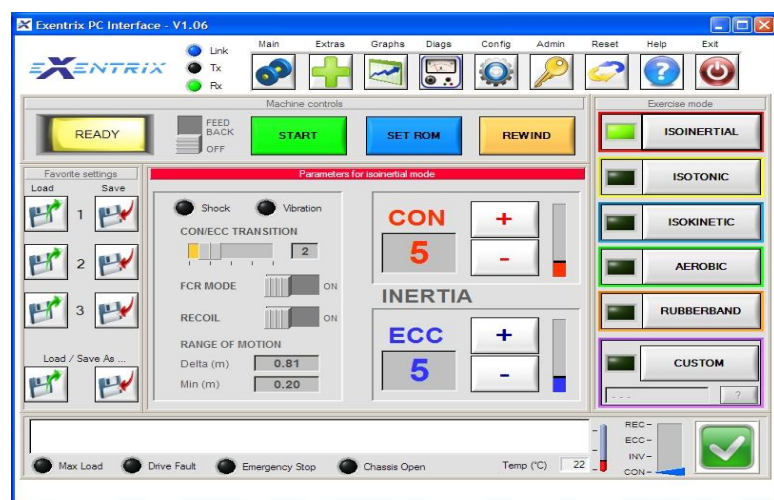 Exentrix PC Interface - V1.06
EXENTRIX
Link
Tx
Rx
Main Extras Graphs Diags Config Admin Reset Help Exit
Machine controls
READY
FEED
BACK
OFF
START
SET ROM
REWIND
Exercise mode
ISOINERTIAL
ISOTONIC
ISOKINETIC
AEROBIC
RUBBERBAND
CUSTOM
- - -
?
Favorite settings
Load Save
1
2
3
Load / Save As ...
Parameters for isoinertial mode
Shock Vibration
CON/ECC TRANSITION
2
FCR MODE ON
RECOIL ON
RANGE OF MOTION
Delta (m) 0.81
Min (m) 0.20
CON
5
+
-
INERTIA
ECC
5
+
-
Max Load Drive Fault Emergency Stop Chassis Open Temp (°C) 22
REC-
ECC-
INV-
CON-